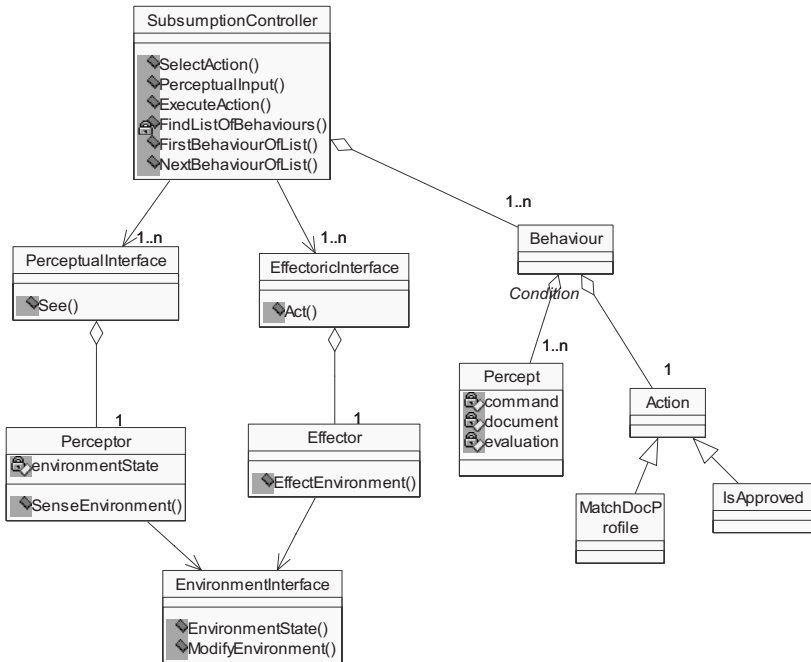 SubsumptionController
SelectAction()
PerceptualInput()
ExecuteAction()
FindListOfBehaviours()
FirstBehaviourOfList()
NextBehaviourOfList()
1..n
1..n
1..n
PerceptualInterface
See()
EffectoricInterface
Act()
Behaviour
Condition
1..n
1
1
1
Perceptor
environmentState
SenseEnvironment()
Effector
EffectEnvironment()
Percept
command
document
evaluation
Action
MatchDocP
rofile
IsApproved
EnvironmentInterface
EnvironmentState()
ModifyEnvironment()